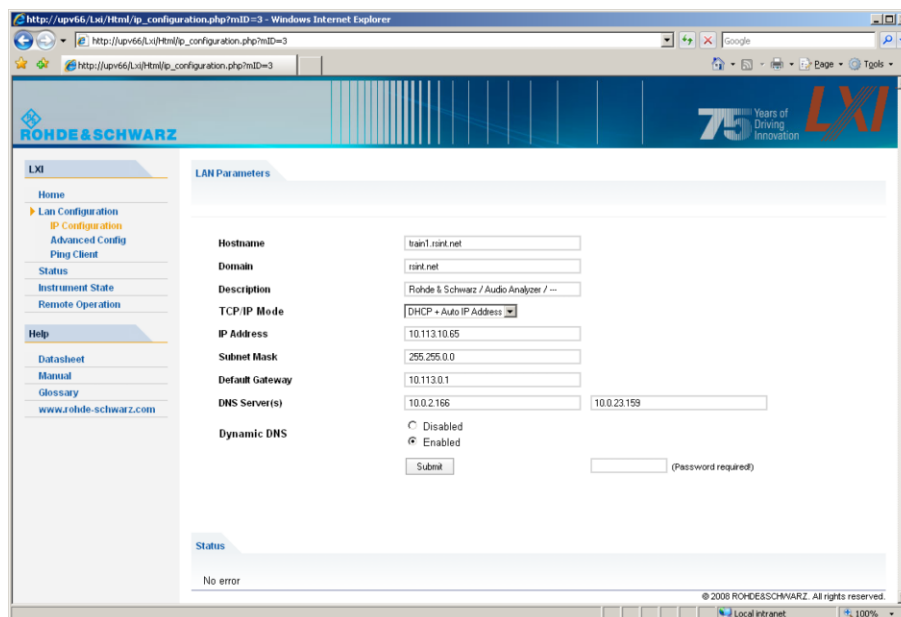 http://upv66/Lxi/Html/ip_configuration.php?mID=3 - Windows Internet Explorer
http://upv66/Lxi/Html/ip_configuration.php?mID=3
Google
http://upv66/Lxi/Html/ip_configuration.php?mID=3
Page
Tools
ROHDE&SCHWARZ
75 Years of Driving Innovation
LXI
LXI
Home
Lan Configuration
IP Configuration
Advanced Config
Ping Client
Status
Instrument State
Remote Operation
Help
Datasheet
Manual
Glossary
www.rohde-schwarz.com
LAN Parameters
Hostname train1.rsint.net
Domain rsint.net
Description Rohde & Schwarz / Audio Analyzer / ---
TCP/IP Mode DHCP + Auto IP Address
IP Address 10.113.10.65
Subnet Mask 255.255.0.0
Default Gateway 10.113.0.1
DNS Server(s) 10.0.2.166 10.0.23.159
Dynamic DNS Disabled
Enabled
Submit (Password required!)
Status
No error
© 2008 ROHDE&SCHWARZ. All rights reserved.
Local intranet 100%